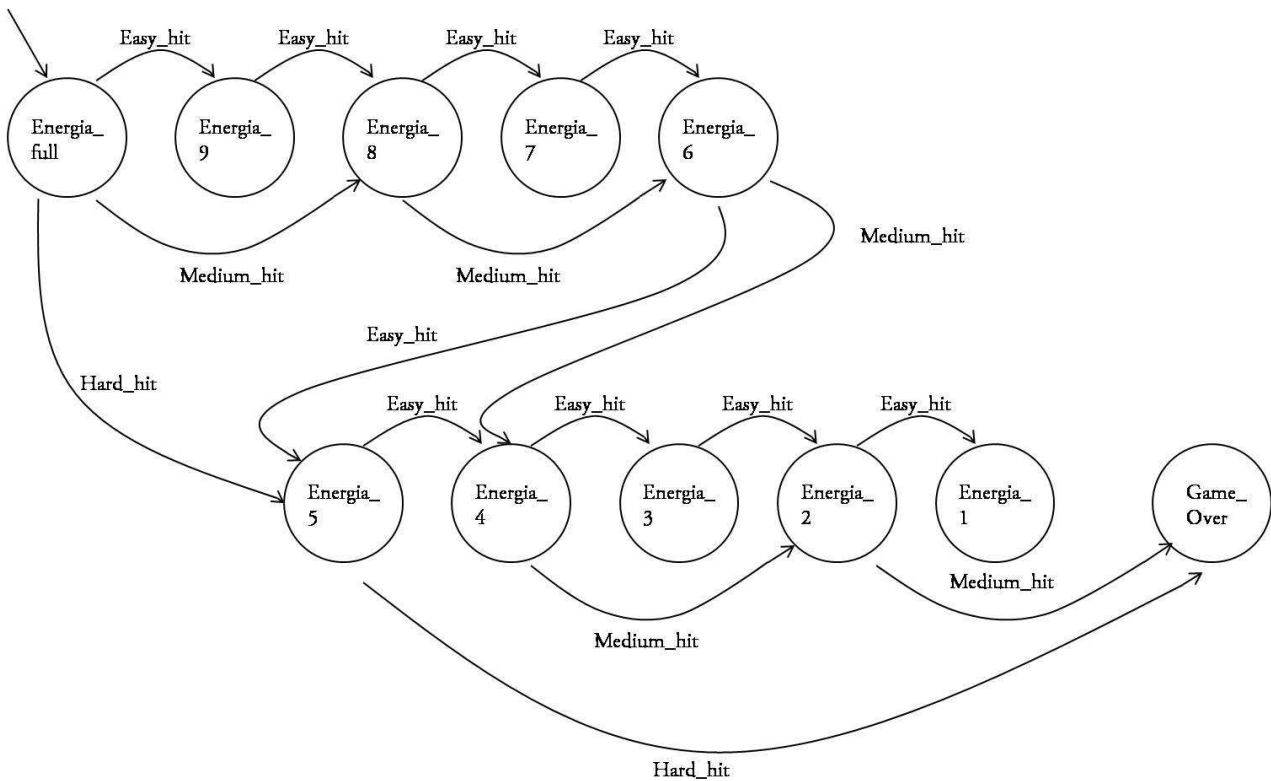 Easy_hit
Easy_hit
Easy_hit
Easy_hit
Energia_
full
Energia_
9
Energia_
8
Energia_
7
Energia_
6
Medium_hit
Medium_hit
Medium_hit
Easy_hit
Hard_hit
Easy_hit
Easy_hit
Easy_hit
Easy_hit
Energia_
5
Energia_
4
Energia_
3
Energia_
2
Energia_
1
Game_
Over
Medium_hit
Medium_hit
Hard_hit